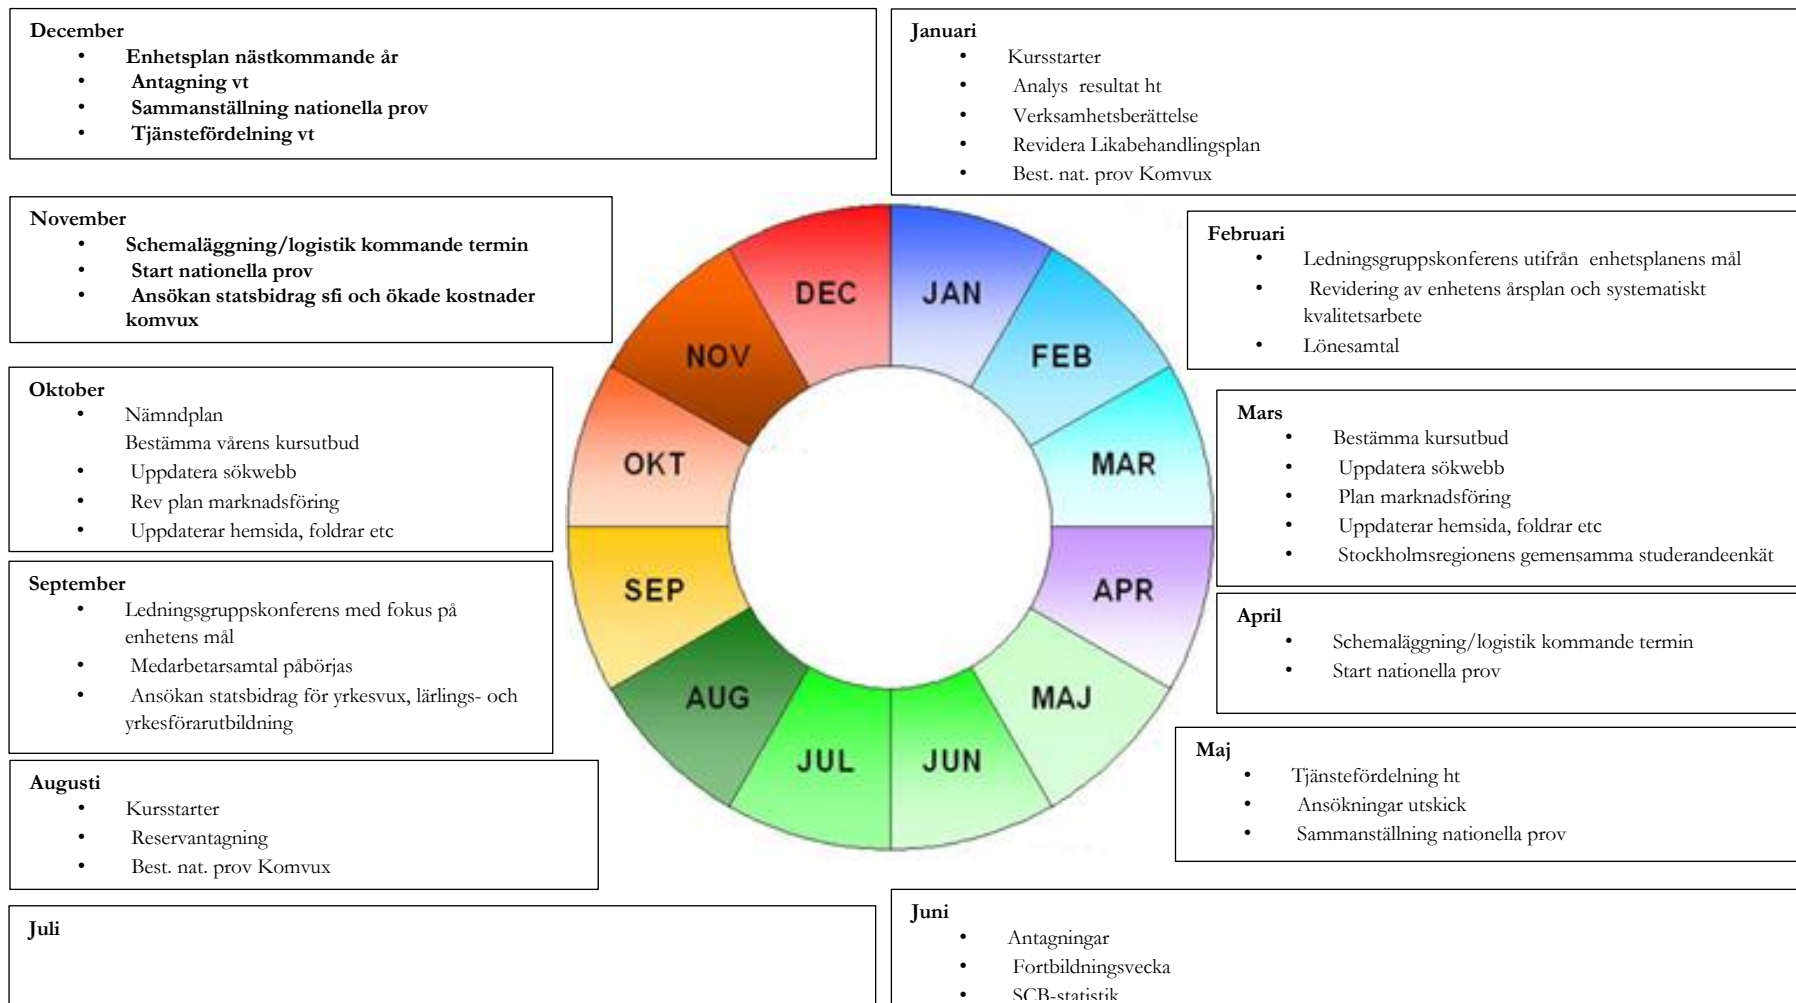 December
• Enhetsplan nästkommande år
• Antagning vt
• Sammanställning nationella prov
• Tjänstefördelning vt
Januari
• Kursstarter
• Analys resultat ht
• Verksamhetsberättelse
• Revidera Likabehandlingsplan
• Best. nat. prov Komvux
November
• Schemaläggning/logistik kommande termin
• Start nationella prov
• Ansökan statsbidrag sfi och ökade kostnader
komvux
Februari
• Ledningsgruppskonferens utifrån enhetsplanens mål
• Revidering av enhetens årsplan och systematiskt
kvalitetsarbete
• Lönesamtal
Oktober
• Nämndplan
Bestämma vårens kursutbud
• Uppdatera sökwebb
• Rev plan marknadsföring
• Uppdaterar hemsida, foldrar etc
Mars
• Bestämma kursutbud
• Uppdatera sökwebb
• Plan marknadsföring
• Uppdaterar hemsida, foldrar etc
• Stockholmsregionens gemensamma studerandeenkät
September
• Ledningsgruppskonferens med fokus på
enhetens mål
• Medarbetarsamtal påbörjas
• Ansökan statsbidrag för yrkesvux, lärlings- och
yrkesförarutbildning
April
• Schemaläggning/logistik kommande termin
• Start nationella prov
Augusti
• Kursstarter
• Reservantagning
• Best. nat. prov Komvux
Maj
• Tjänstefördelning ht
• Ansökningar utskick
• Sammanställning nationella prov
Juli
Juni
• Antagningar
• Fortbildningsvecka
• SCB-statistik
DEC
JAN
NOV
FEB
OKT
MAR
SEP
APR
AUG
MAJ
JUL
JUN